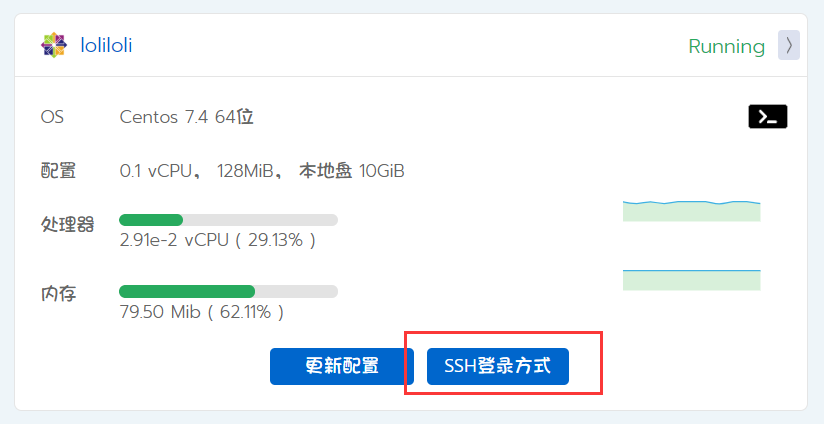 loliloli
Running
OS Centos 7.4 64位
配置 0.1 vCPU， 128MiB， 本地盘 10GiB
处理器
2.91e-2 vCPU ( 29.13% )
内存
79.50 Mib ( 62.11% )
更新配置 SSH登录方式